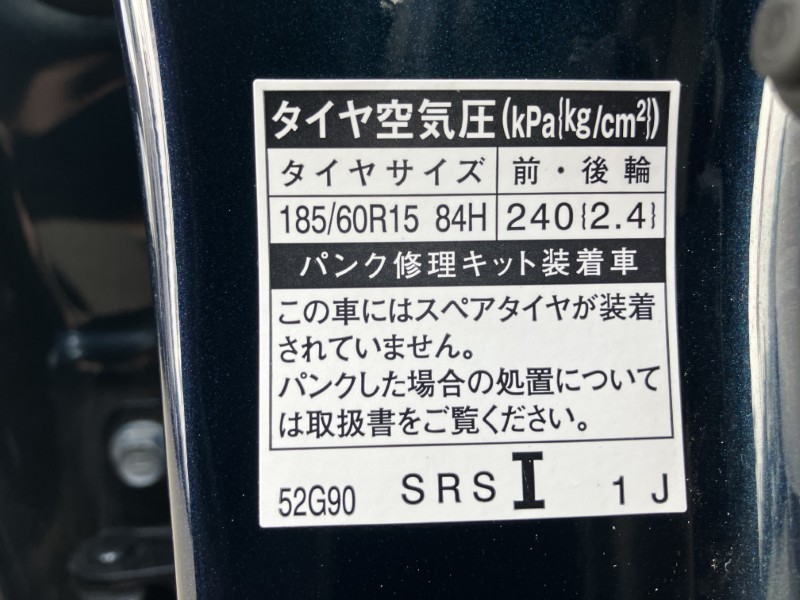 タイヤ空気圧(kPa{kg/cm²})
タイヤサイズ 前・後輪
185/60R15 84H 240{2.4}
パンク修理キット装着車
この車にはスペアタイヤが装着
されていません。
パンクした場合の処置について
は取扱書をご覧ください。
52G90 SRS I 1J